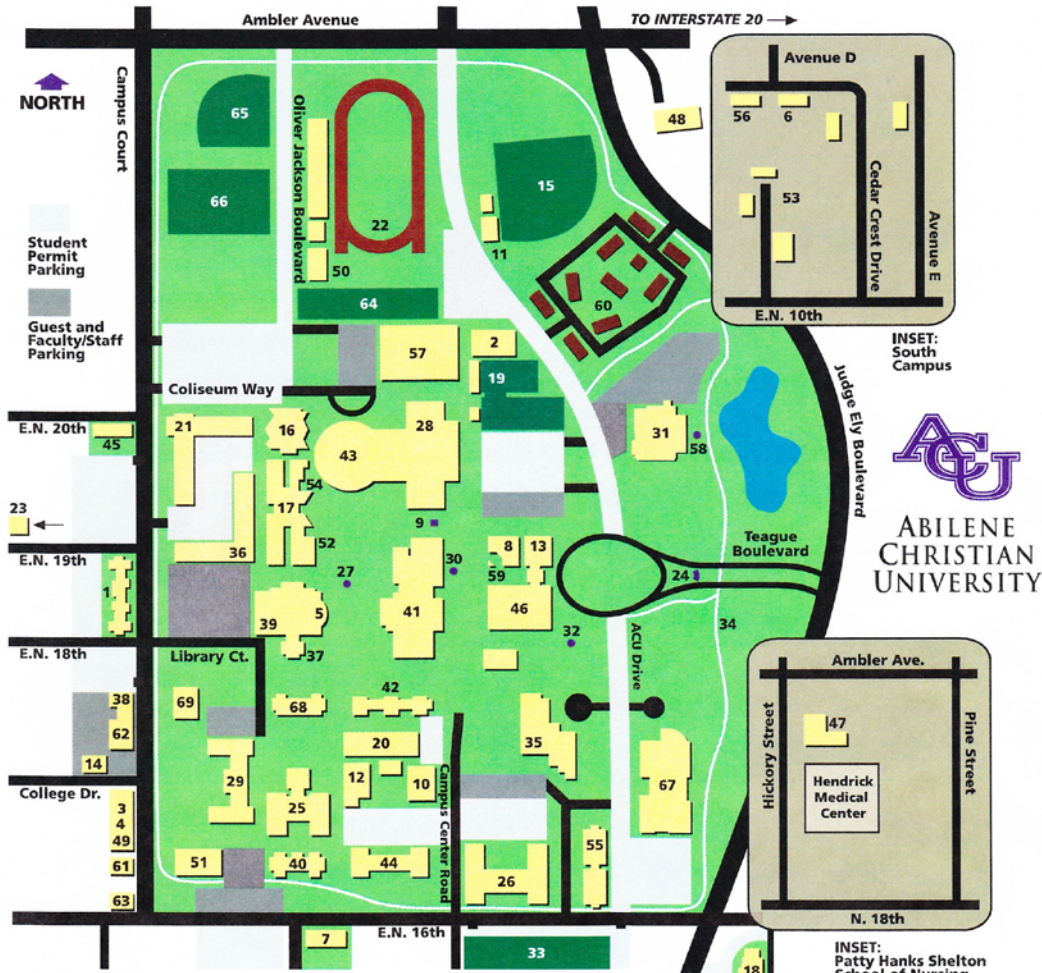 Ambler Avenue
TO INTERSTATE 20
NORTH
Campus Court
Oliver Jackson Boulevard
65
66
22
50
64
15
11
60
48
Avenue D
56
6
53
Cedar Crest Drive
Avenue E
E.N. 10th
INSET:
South
Campus
Student
Permit
Parking
Guest and
Faculty/Staff
Parking
57
2
19
Coliseum Way
E.N. 20th
45
21
16
28
43
54
17
31
58
Judge Ely Boulevard
ACU
ABILENE
CHRISTIAN
UNIVERSITY
23
9
36
52
E.N. 19th
1
27
30
8
13
59
Teague
Boulevard
24
39
5
41
46
34
37
32
E.N. 18th
Library Ct.
ACU Drive
38
62
14
69
68
42
20
35
29
12
10
25
Campus Center Road
67
College Dr.
3
4
49
61
63
51
40
44
26
55
E.N. 16th
7
33
18
Ambler Ave.
Hickory Street
Pine Street
47
Hendrick
Medical
Center
N. 18th
INSET:
Patty Hanks Shelton
School of Nursing